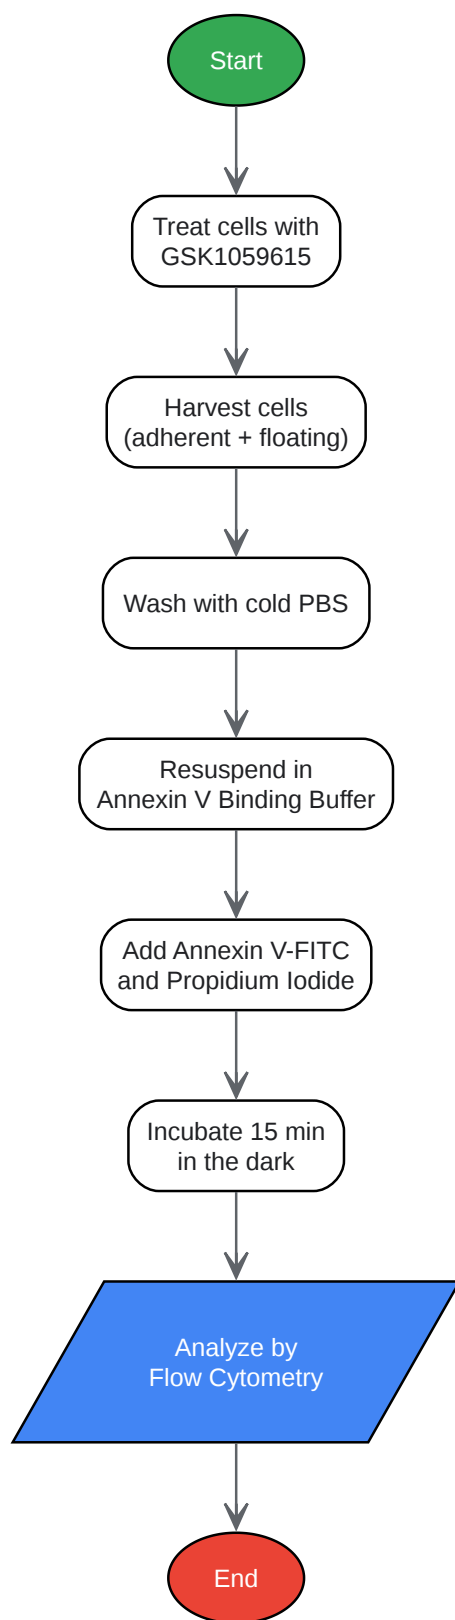 Start
Treat cells with
GSK1059615
Harvest cells
(adherent + floating)
Wash with cold PBS
Resuspend in
Annexin V Binding Buffer
Add Annexin V-FITC
and Propidium Iodide
Incubate 15 min
in the dark
Analyze by
Flow Cytometry
End